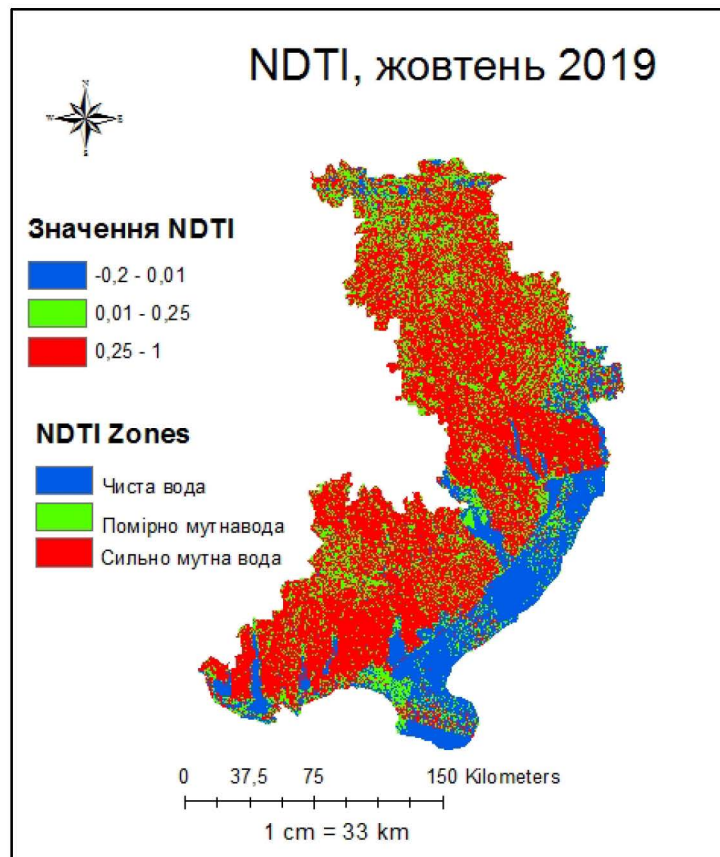 NDTI, жовтень 2019
N
W
E
S
Значення NDTI
-0,2 - 0,01
0,01 - 0,25
0,25 - 1
NDTI Zones
Чиста вода
Помірно мутнавода
Сильно мутна вода
0 37,5 75 150 Kilometers
1 cm = 33 km